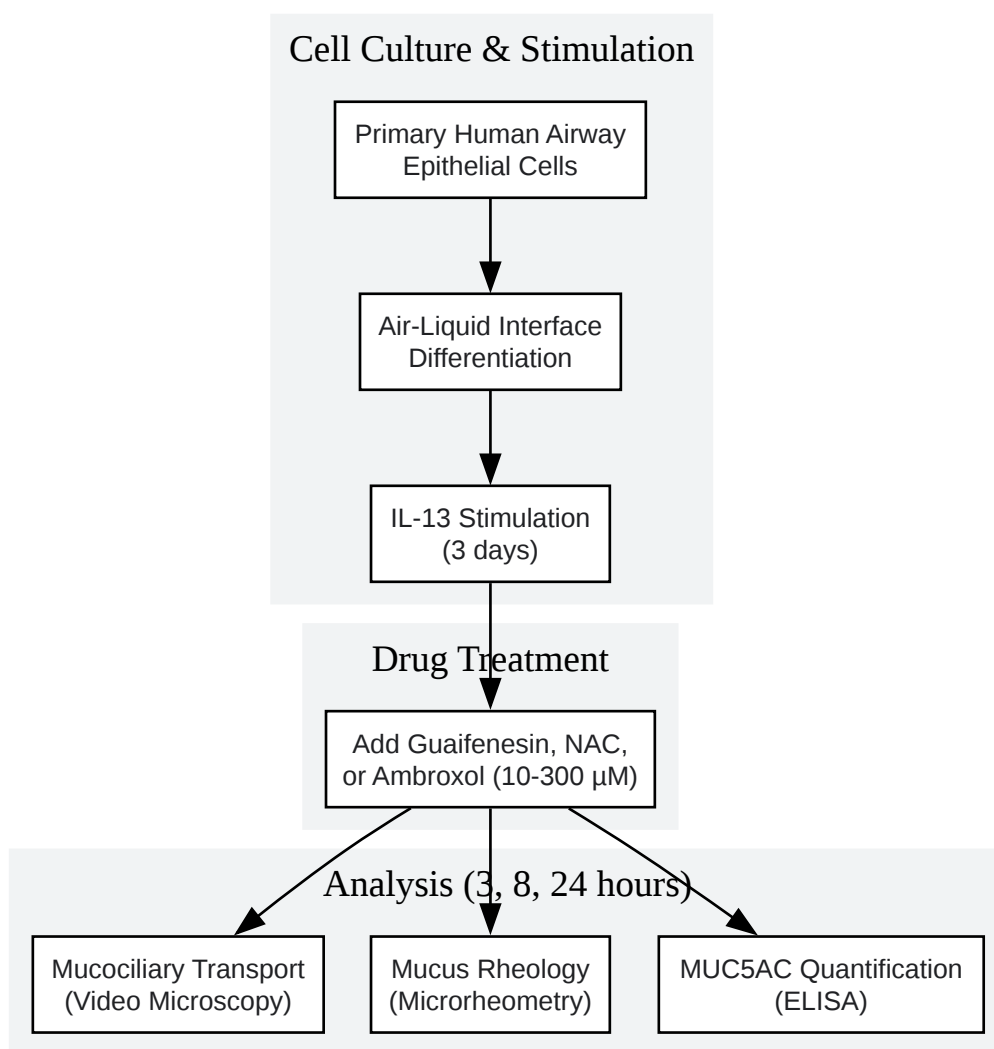 Cell Culture & Stimulation
Primary Human Airway
Epithelial Cells
Air-Liquid Interface
Differentiation
IL-13 Stimulation
(3 days)
Drug Treatment
Add Guaifenesin, NAC,
or Ambroxol (10-300 µM)
Analysis (3, 8, 24 hours)
Mucociliary Transport
(Video Microscopy)
Mucus Rheology
(Microrheometry)
MUC5AC Quantification
(ELISA)